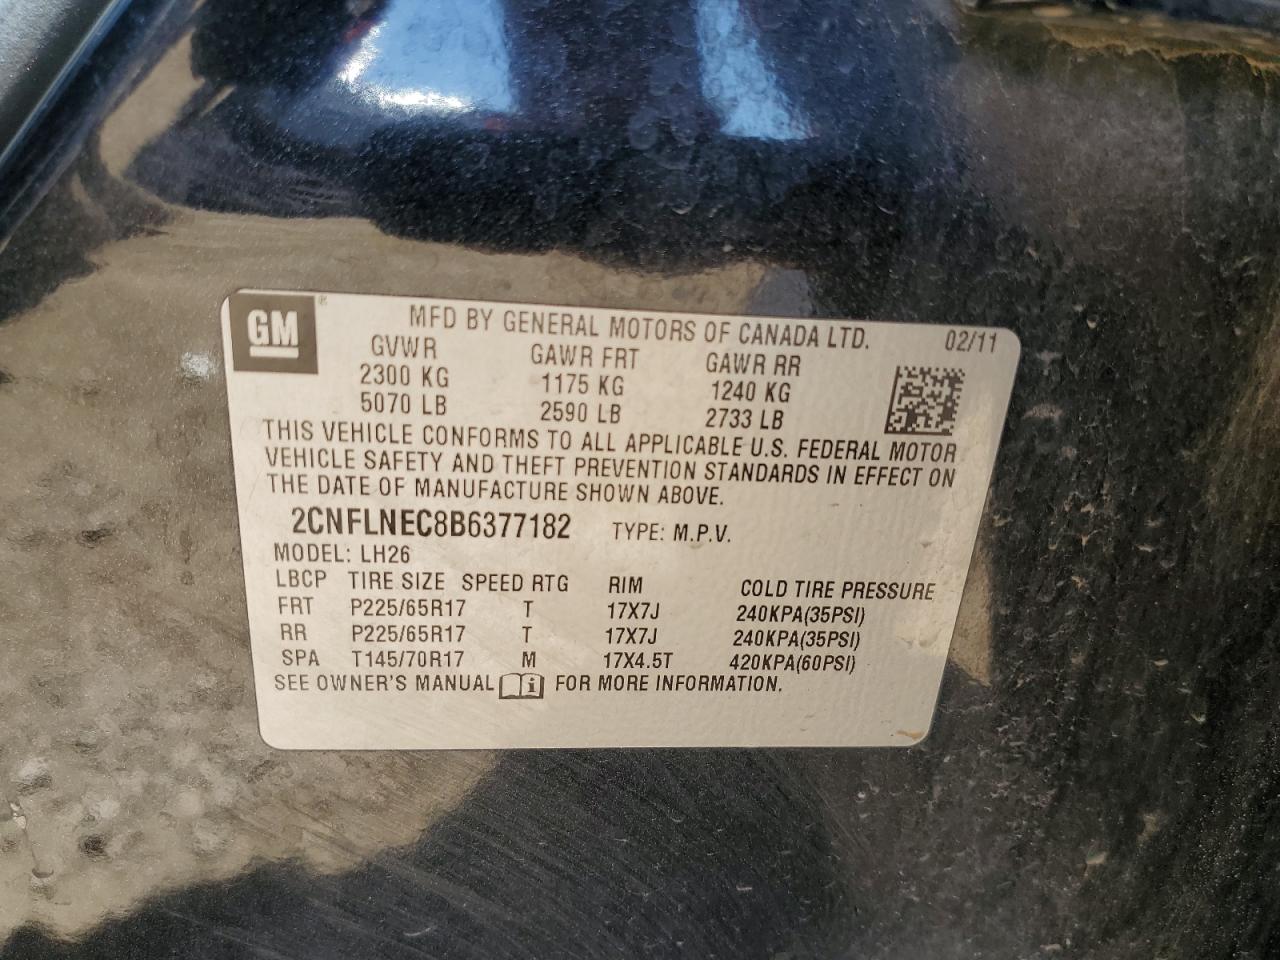 GM® MFD BY GENERAL MOTORS OF CANADA LTD. 02/11
GVWR GAWR FRT GAWR RR
2300 KG 1175 KG 1240 KG
5070 LB 2590 LB 2733 LB
THIS VEHICLE CONFORMS TO ALL APPLICABLE U.S. FEDERAL MOTOR
VEHICLE SAFETY AND THEFT PREVENTION STANDARDS IN EFFECT ON
THE DATE OF MANUFACTURE SHOWN ABOVE.
2CNFLNEC8B6377182 TYPE: M.P.V.
MODEL: LH26
LBCP TIRE SIZE SPEED RTG RIM COLD TIRE PRESSURE
FRT P225/65R17 T 17X7J 240KPA(35PSI)
RR P225/65R17 T 17X7J 240KPA(35PSI)
SPA T145/70R17 M 17X4.5T 420KPA(60PSI)
SEE OWNER'S MANUAL i FOR MORE INFORMATION.